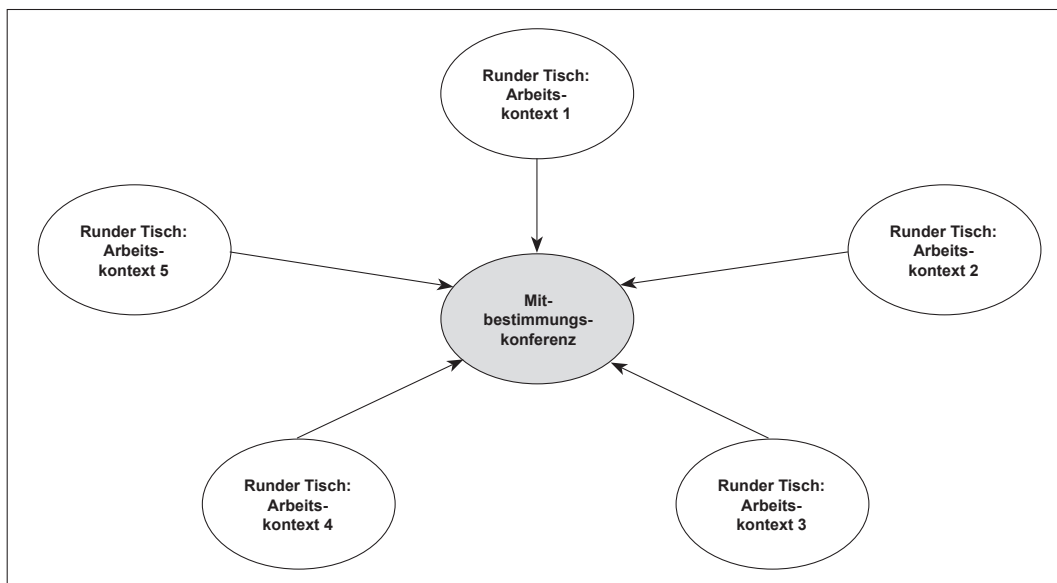 Runder Tisch:
Arbeits-
kontext 1
Runder Tisch:
Arbeits-
kontext 5
Runder Tisch:
Arbeits-
kontext 2
Mit-
bestimmungs-
konferenz
Runder Tisch:
Arbeits-
kontext 4
Runder Tisch:
Arbeits-
kontext 3